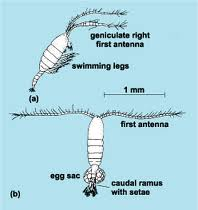 geniculate right
first antenna
swimming legs
(a)
1 mm
first antenna
egg sac
caudal ramus
with setae
(b)